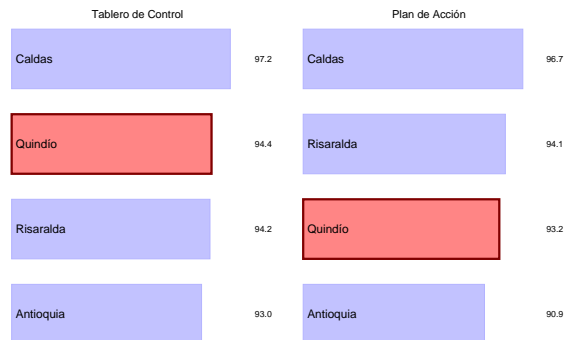 Tablero de Control
Caldas 97.2
Quindío 94.4
Risaralda 94.2
Antioquia 93.0
Plan de Acción
Caldas 96.7
Risaralda 94.1
Quindío 93.2
Antioquia 90.9